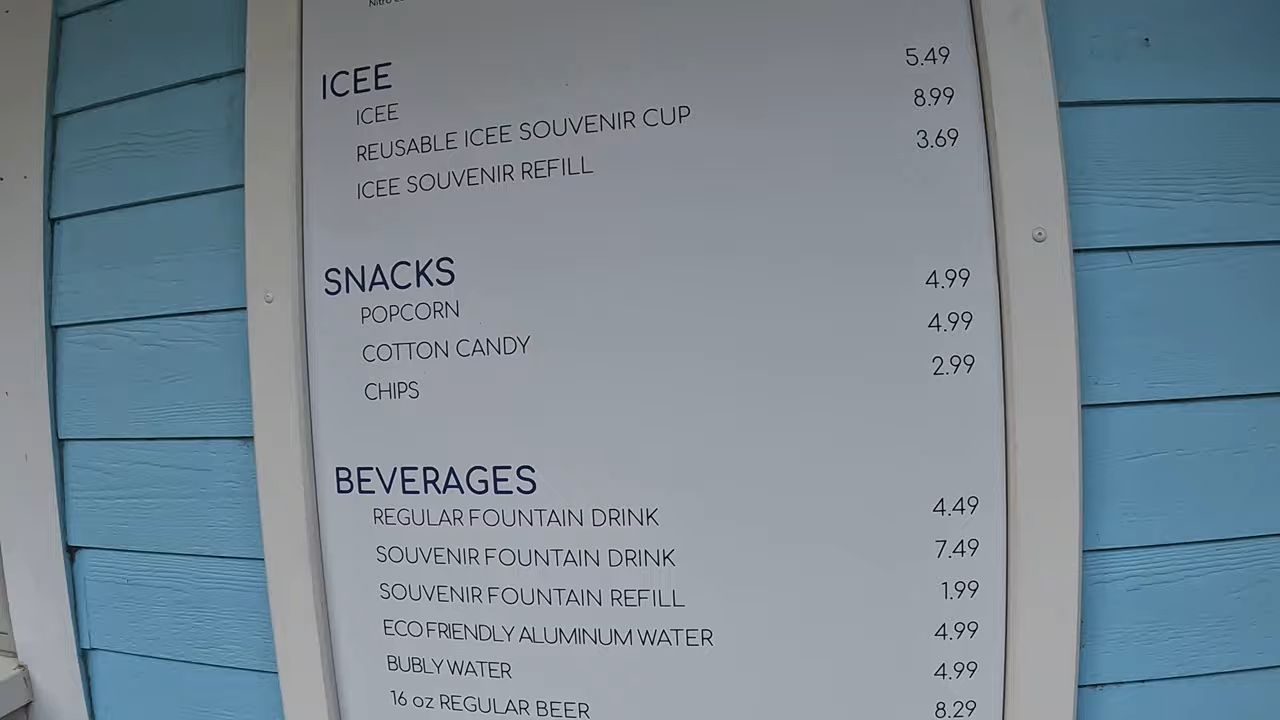 ICEE
ICEE 5.49
REUSABLE ICEE SOUVENIR CUP 8.99
ICEE SOUVENIR REFILL 3.69
SNACKS
POPCORN 4.99
COTTON CANDY 4.99
CHIPS 2.99
BEVERAGES
REGULAR FOUNTAIN DRINK 4.49
SOUVENIR FOUNTAIN DRINK 7.49
SOUVENIR FOUNTAIN REFILL 1.99
ECO FRIENDLY ALUMINUM WATER 4.99
BUBLY WATER 4.99
16 oz REGULAR BEER 8.29